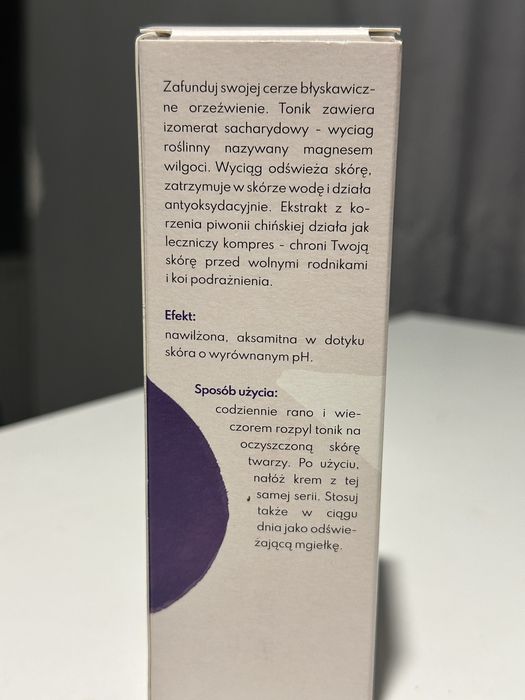 Zafunduj swojej cerze błyskawicz-
ne orzeźwienie. Tonik zawiera
izomerat sacharydowy - wyciąg
roślinny nazywany magnesem
wilgoci. Wyciąg odświeża skórę,
zatrzymuje w skórze wodę i działa
antyoksydacyjnie. Ekstrakt z ko-
rzenia piwonii chińskiej działa jak
leczniczy kompres - chroni Twoją
skórę przed wolnymi rodnikami
i koi podrażnienia.
Efekt:
nawilżona, aksamitna w dotyku
skóra o wyrównanym pH.
Sposób użycia:
codziennie rano i wie-
czorem rozpyl tonik na
oczyszczoną skórę
twarzy. Po użyciu,
nałóż krem z tej
samej serii. Stosuj
także w ciągu
dnia jako odświe-
żającą mgiełkę.